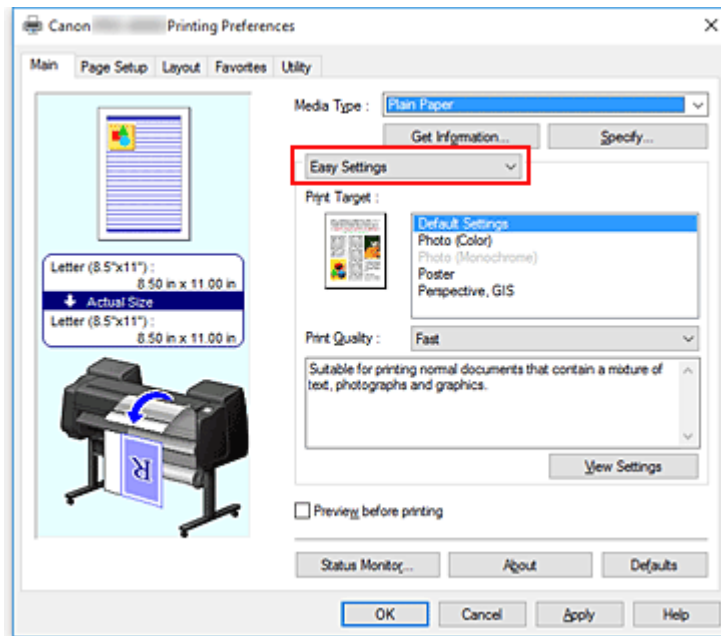 Canon Printing Preferences
Main Page Setup Layout Favorites Utility
Media Type : Plain Paper
Get Information... Specify...
Easy Settings
Print Target :
Default Settings
Photo (Color)
Photo (Monochrome)
Poster
Perspective, GIS
Letter (8.5"x11") :
8.50 in x 11.00 in
Actual Size
Letter (8.5"x11") :
8.50 in x 11.00 in
Print Quality : Fast
Suitable for printing normal documents that contain a mixture of
text, photographs and graphics.
R
View Settings
Preview before printing
Status Monitor... About Defaults
OK Cancel Apply Help